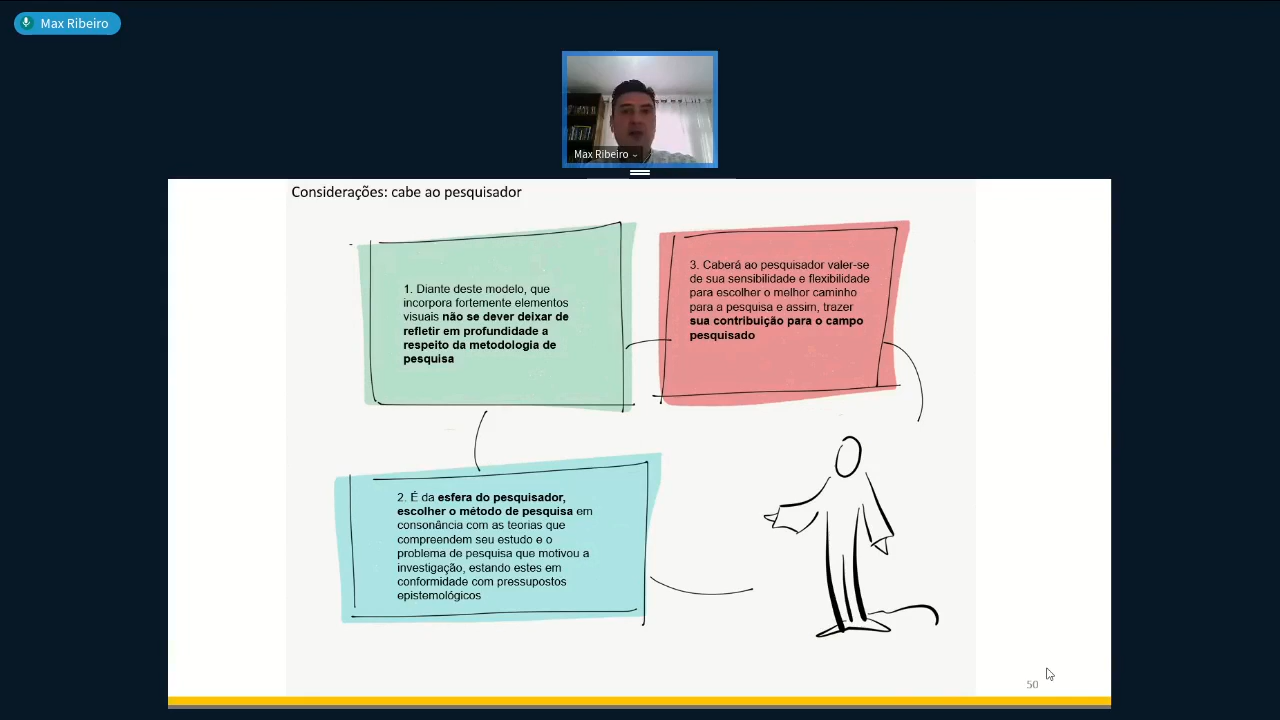 Max Ribeiro
Max Ribeiro
Considerações: cabe ao pesquisador
1. Diante deste modelo, que
incorpora fortemente elementos
visuais não se dever deixar de
refletir em profundidade a
respeito da metodologia de
pesquisa
3. Caberá ao pesquisador valer-se
de sua sensibilidade e flexibilidade
para escolher o melhor caminho
para a pesquisa e assim, trazer
sua contribuição para o campo
pesquisado
2. É da esfera do pesquisador,
escolher o método de pesquisa em
consonância com as teorias que
compreendem seu estudo e o
problema de pesquisa que motivou a
investigação, estando estes em
conformidade com pressupostos
epistemológicos
50